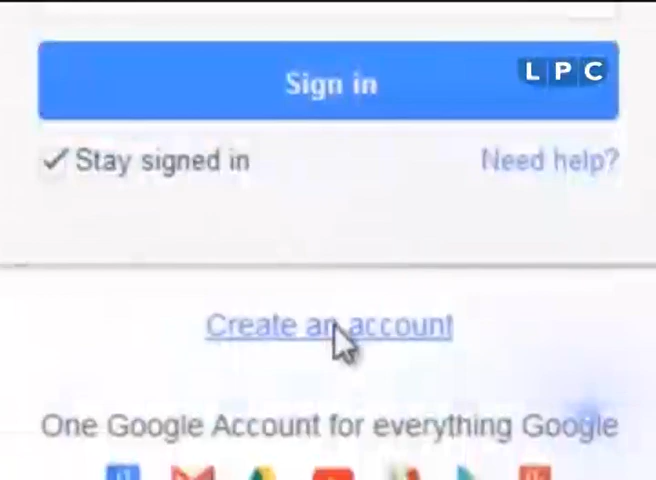 Sign in
LPC
Stay signed in
Need help?
Create an account
One Google Account for everything Google